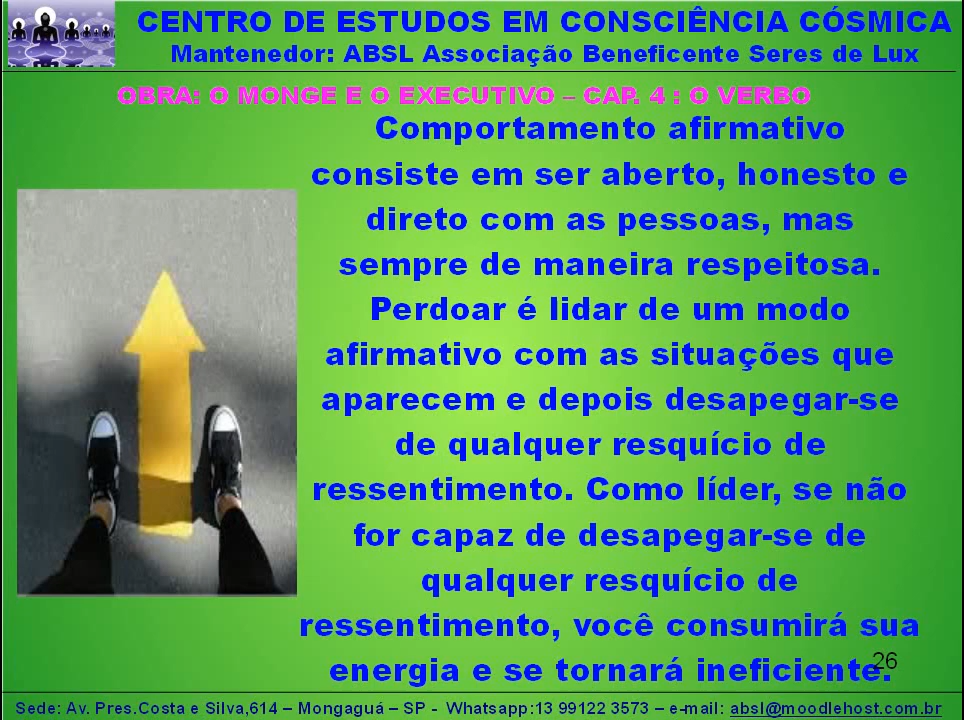 CENTRO DE ESTUDOS EM CONSCIÊNCIA CÓSMICA
Mantenedor: ABSL Associação Beneficente Seres de Lux
OBRA: O MONGE E O EXECUTIVO – CAP. 4 : O VERBO
Comportamento afirmativo
consiste em ser aberto, honesto e
direto com as pessoas, mas
sempre de maneira respeitosa.
Perdoar é lidar de um modo
afirmativo com as situações que
aparecem e depois desapegar-se
de qualquer resquício de
ressentimento. Como líder, se não
for capaz de desapegar-se de
qualquer resquício de
ressentimento, você consumirá sua
energia e se tornará ineficiente.
26
Sede: Av. Pres.Costa e Silva,614 – Mongaguá – SP - Whatsapp:13 99122 3573 – e-mail: absl@moodlehost.com.br